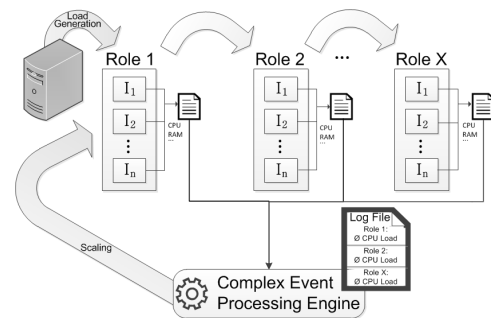 Load
Generation
Role 1
Role 2
...
Role X
I1
I2
In
CPU
RAM
...
I1
I2
In
CPU
RAM
...
I1
I2
In
CPU
RAM
...
Log File
Role 1:
Ø CPU Load
Role 2:
Ø CPU Load
Role X:
Ø CPU Load
Scaling
Complex Event
Processing Engine